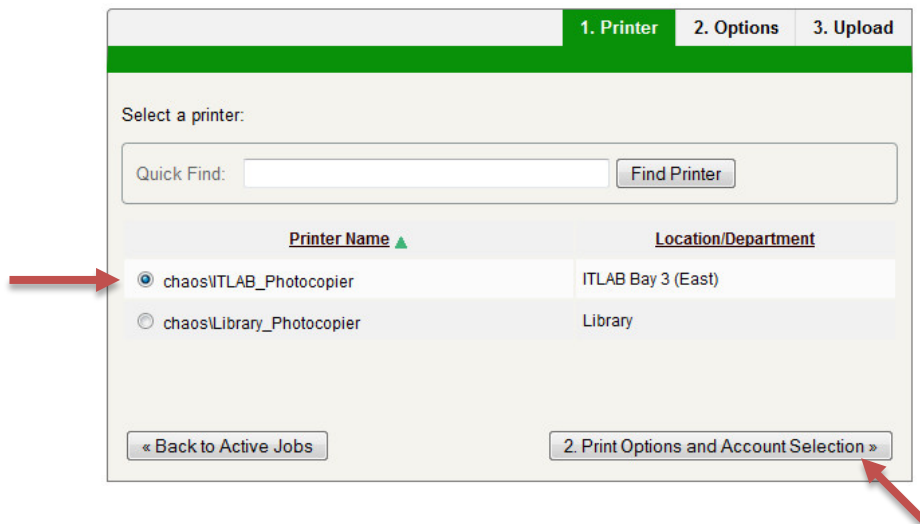 1. Printer 2. Options 3. Upload
Select a printer:
Quick Find: Find Printer
Printer Name Location/Department
chaos\ITLAB_Photocopier ITLAB Bay 3 (East)
chaos\Library_Photocopier Library
« Back to Active Jobs 2. Print Options and Account Selection »